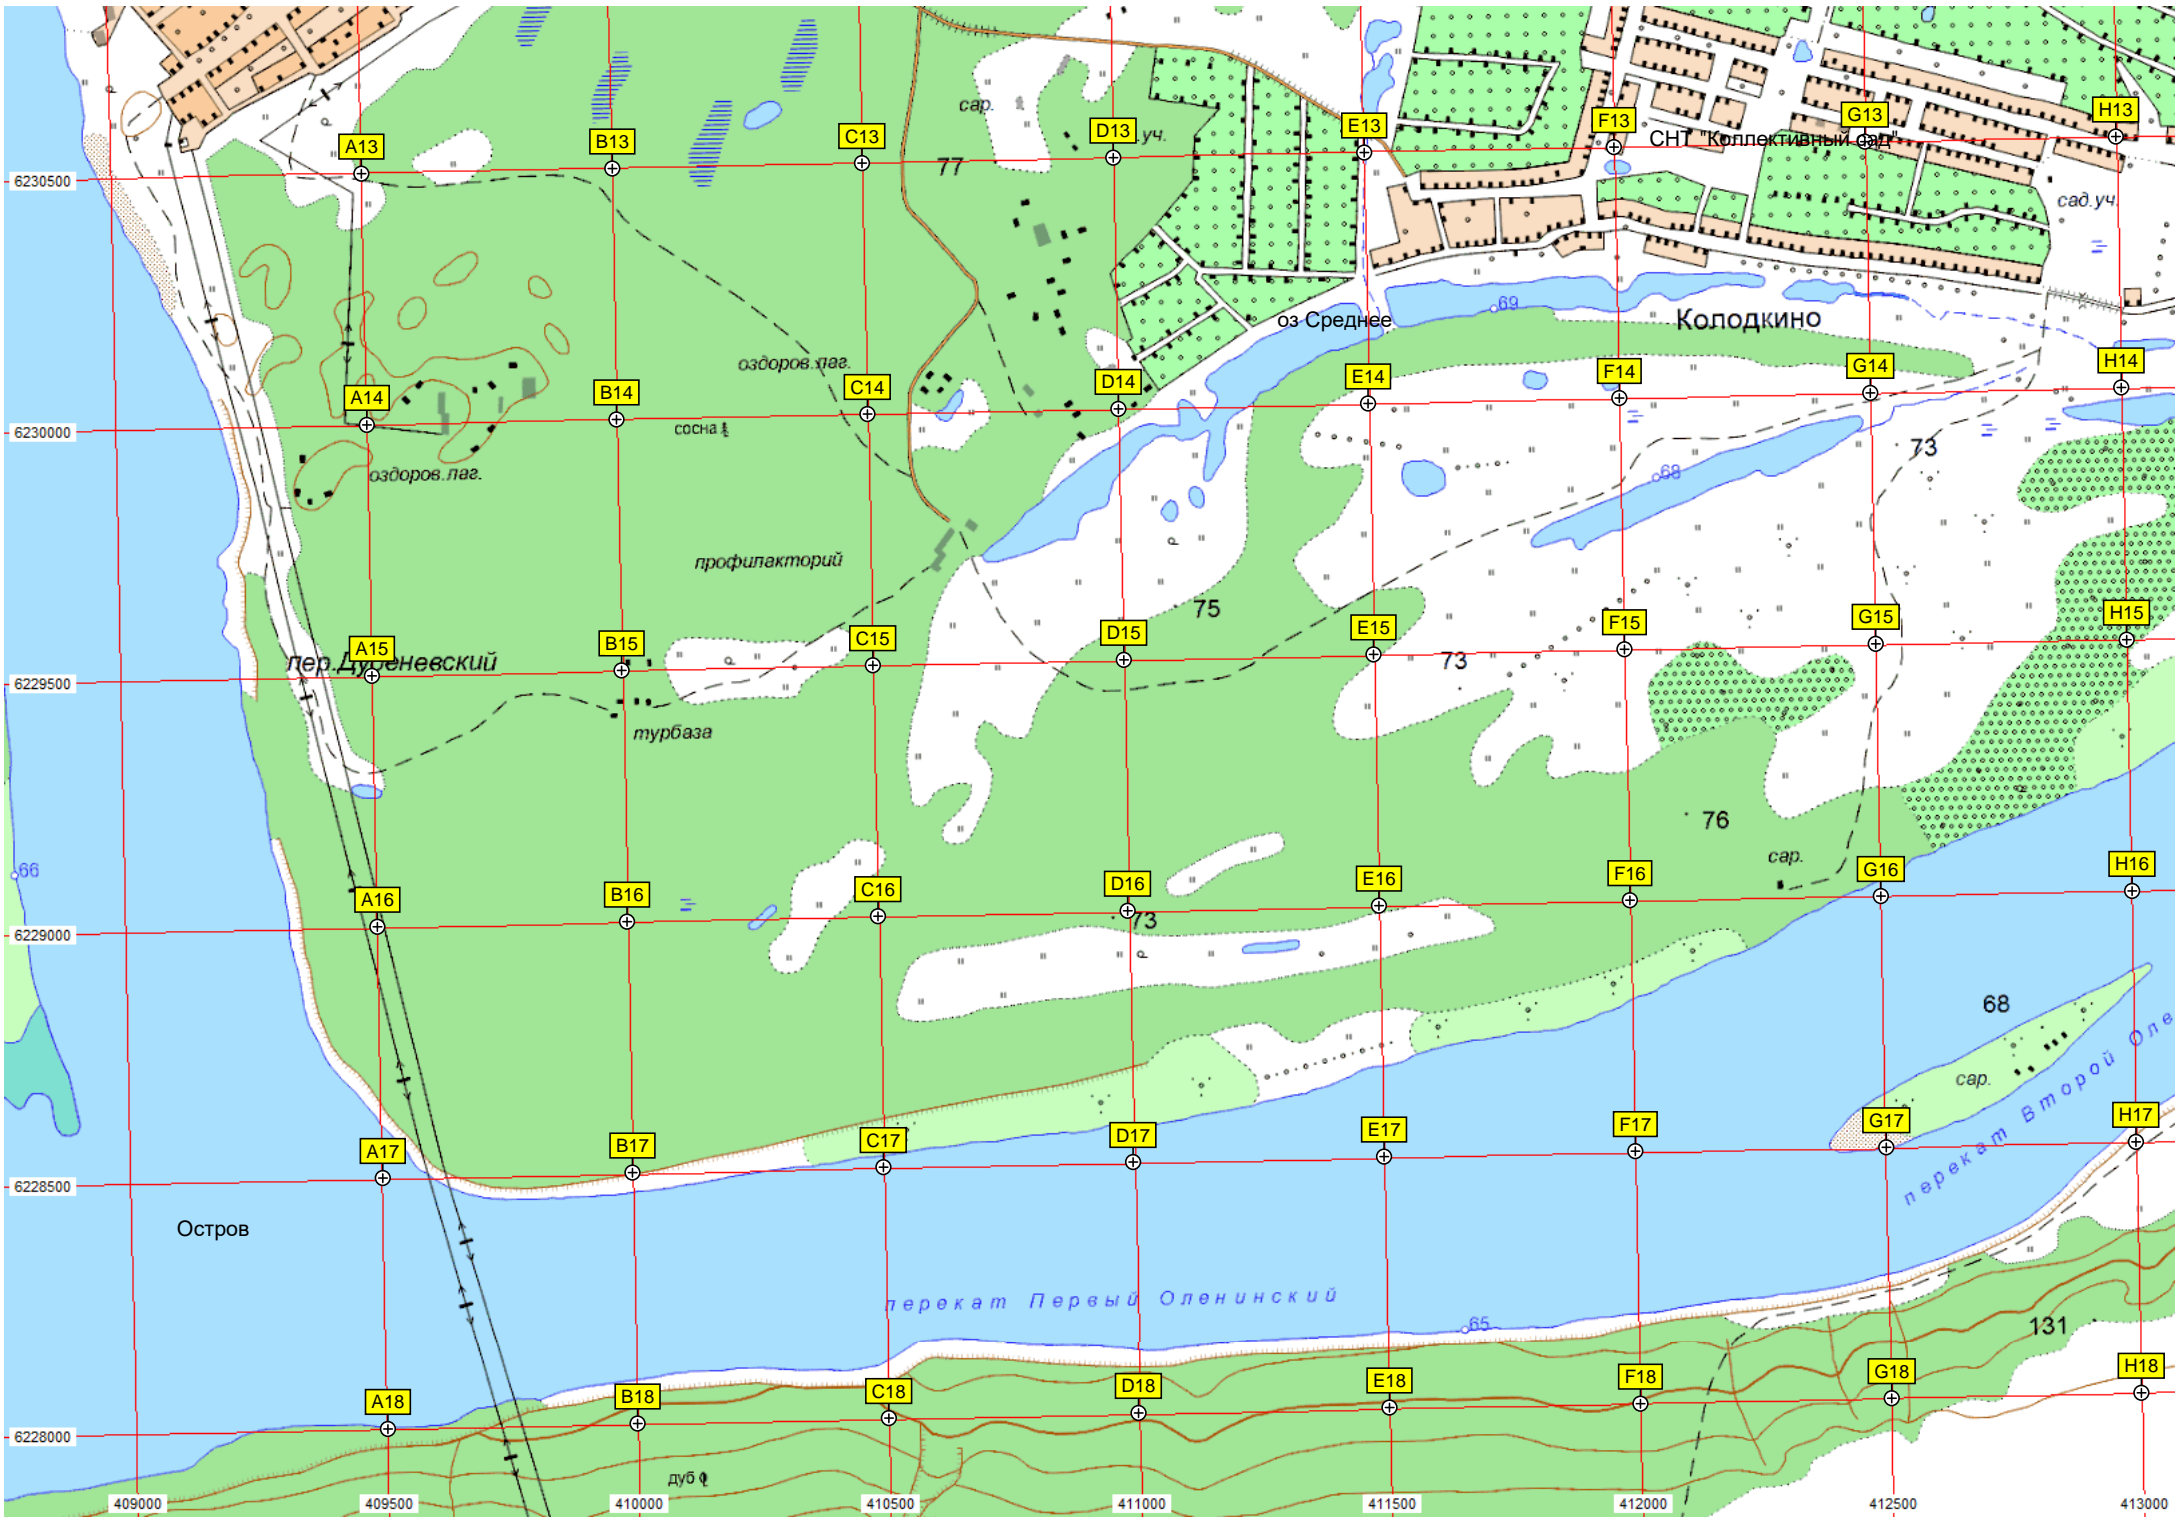 сар.
A13
B13
C13
D13
.уч.
E13
F13
G13
H13
СНТ "Коллективный сад"
77
6230500
сад.уч.
69
оз Среднее
Колодкино
оздоров.лаг.
A14
B14
C14
D14
E14
F14
G14
H14
6230000
сосна
73
оздоров.лаг.
68
профилакторий
75
A15
B15
C15
D15
E15
F15
G15
H15
пер.Дубеневский
73
6229500
турбаза
76
сар.
66
A16
B16
C16
D16
E16
F16
G16
H16
73
6229000
68
перекат Второй Оле
сар.
A17
B17
C17
D17
E17
F17
G17
H17
6228500
Остров
перекат Первый Оленинский
65
131
A18
B18
C18
D18
E18
F18
G18
H18
6228000
дуб
409000
409500
410000
410500
411000
411500
412000
412500
413000